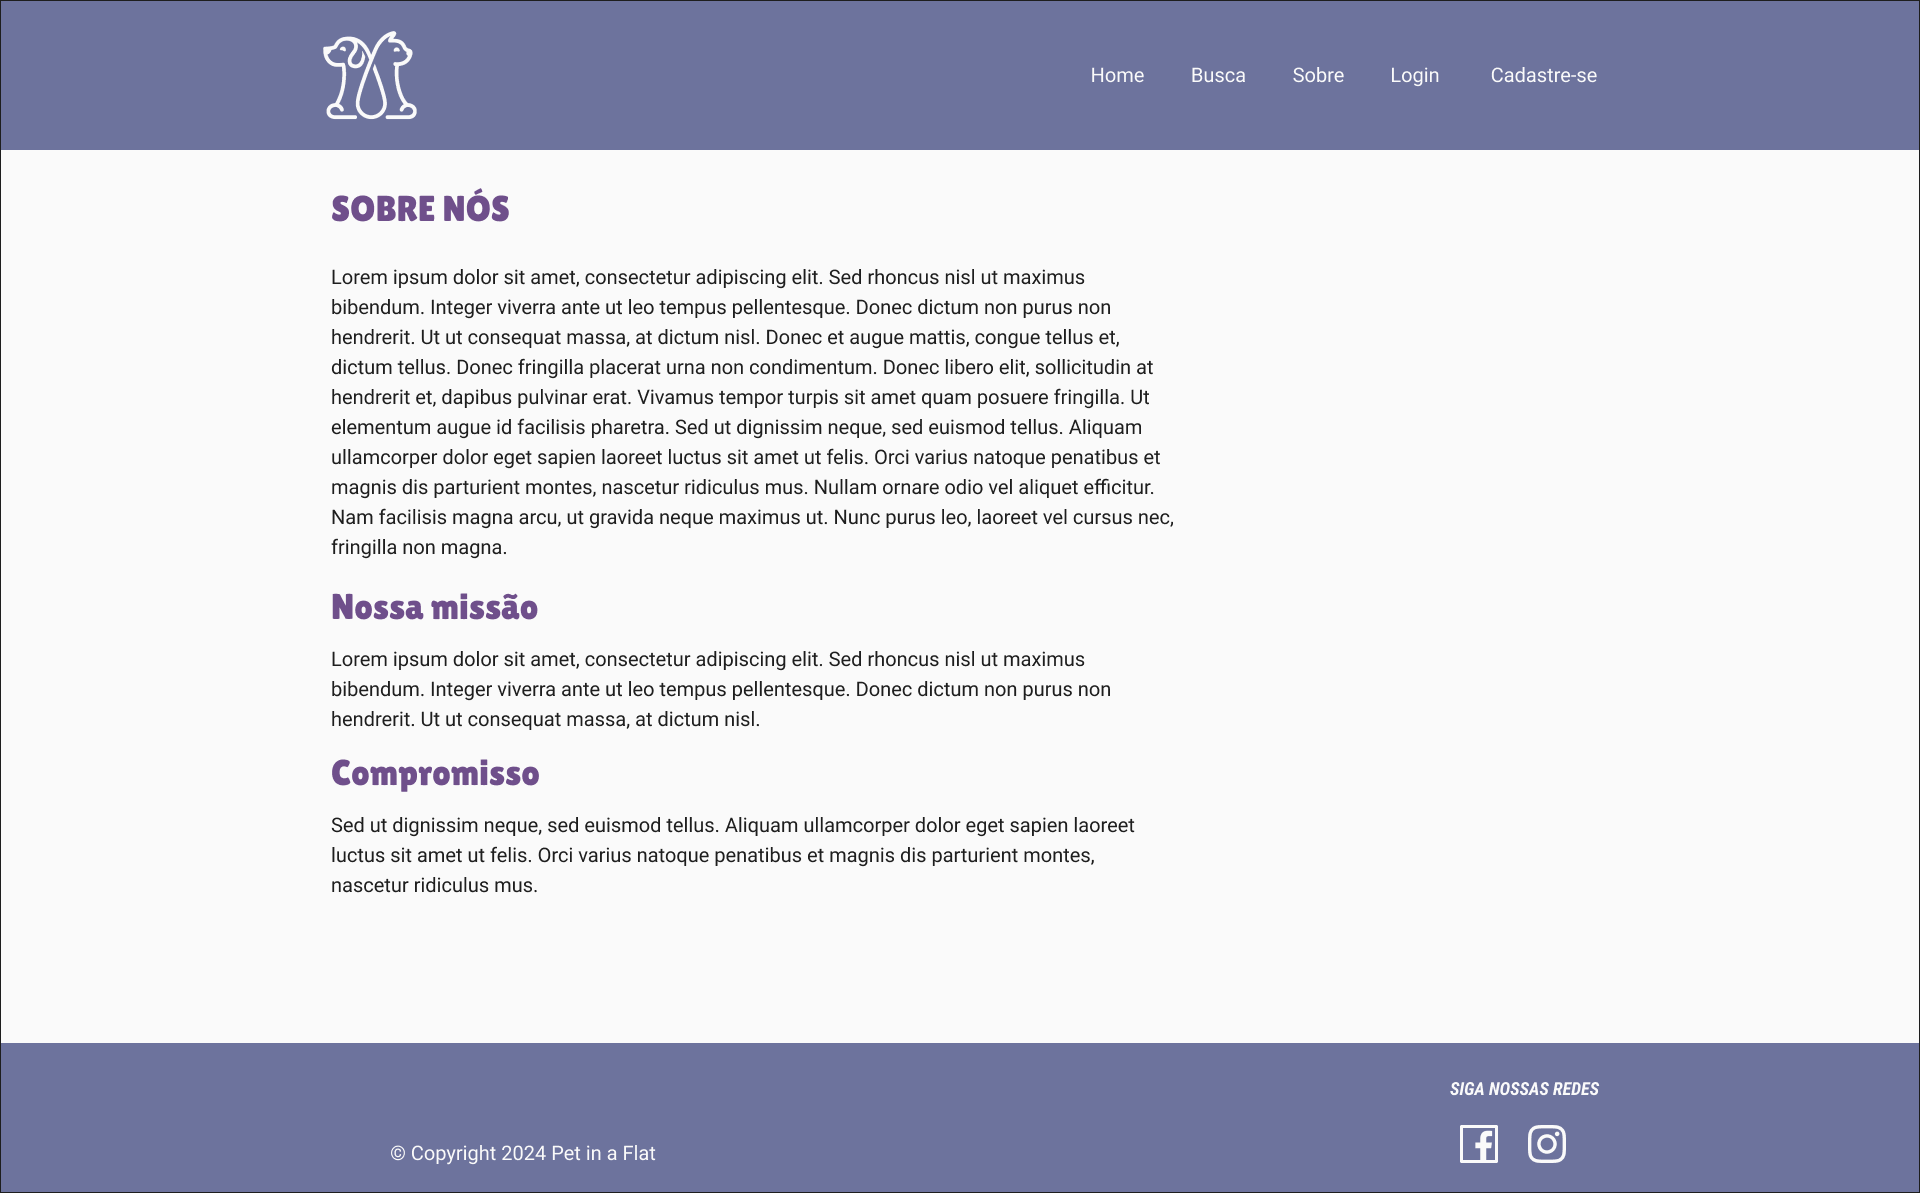 Home Busca Sobre Login Cadastre-se
SOBRE NÓS
Lorem ipsum dolor sit amet, consectetur adipiscing elit. Sed rhoncus nisl ut maximus
bibendum. Integer viverra ante ut leo tempus pellentesque. Donec dictum non purus non
hendrerit. Ut ut consequat massa, at dictum nisl. Donec et augue mattis, congue tellus et,
dictum tellus. Donec fringilla placerat urna non condimentum. Donec libero elit, sollicitudin at
hendrerit et, dapibus pulvinar erat. Vivamus tempor turpis sit amet quam posuere fringilla. Ut
elementum augue id facilisis pharetra. Sed ut dignissim neque, sed euismod tellus. Aliquam
ullamcorper dolor eget sapien laoreet luctus sit amet ut felis. Orci varius natoque penatibus et
magnis dis parturient montes, nascetur ridiculus mus. Nullam ornare odio vel aliquet efficitur.
Nam facilisis magna arcu, ut gravida neque maximus ut. Nunc purus leo, laoreet vel cursus nec,
fringilla non magna.
Nossa missão
Lorem ipsum dolor sit amet, consectetur adipiscing elit. Sed rhoncus nisl ut maximus
bibendum. Integer viverra ante ut leo tempus pellentesque. Donec dictum non purus non
hendrerit. Ut ut consequat massa, at dictum nisl.
Compromisso
Sed ut dignissim neque, sed euismod tellus. Aliquam ullamcorper dolor eget sapien laoreet
luctus sit amet ut felis. Orci varius natoque penatibus et magnis dis parturient montes,
nascetur ridiculus mus.
SIGA NOSSAS REDES
© Copyright 2024 Pet in a Flat